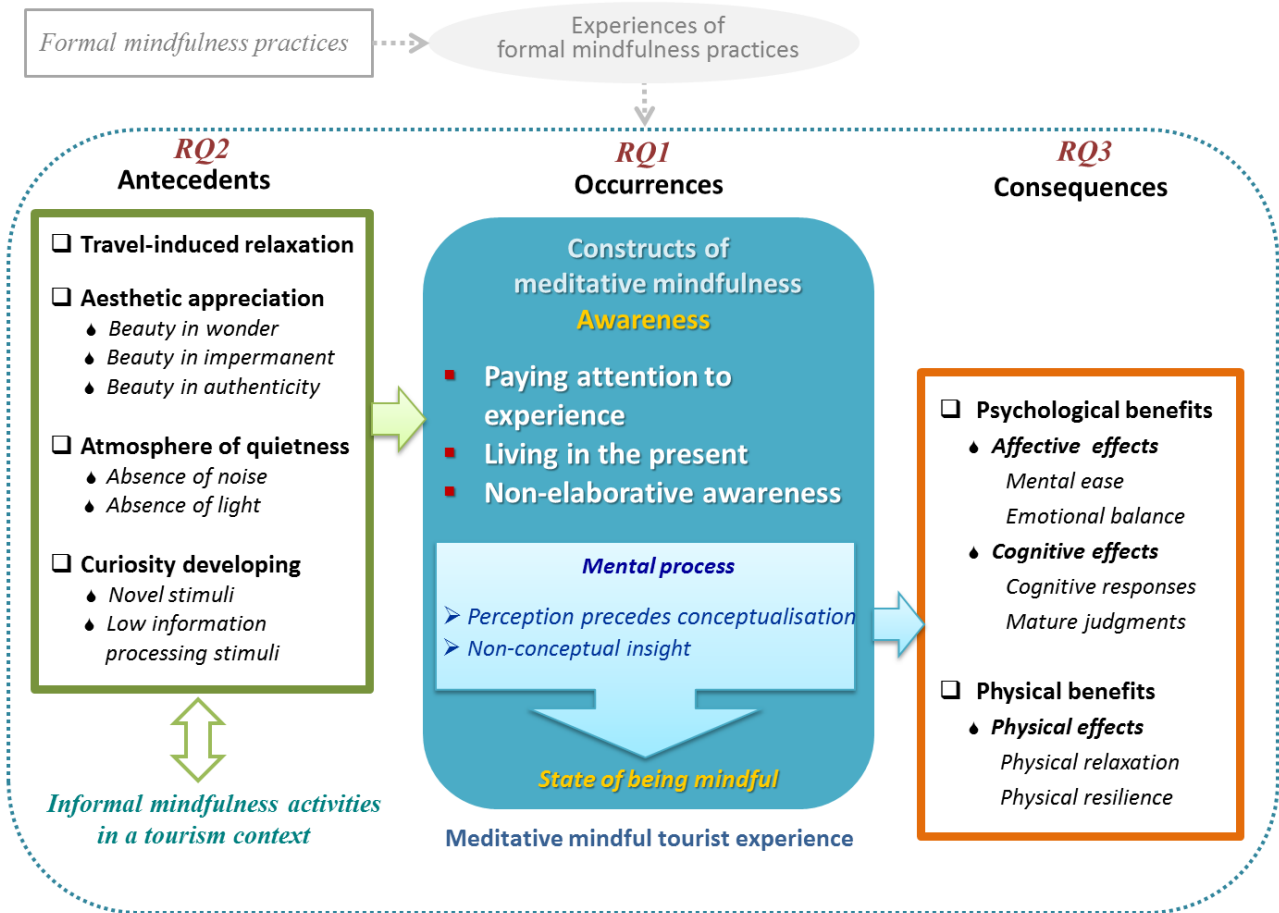 Formal mindfulness practices
Experiences of
formal mindfulness practices
RQ2
Antecedents
Travel-induced relaxation
Aesthetic appreciation
Beauty in wonder
Beauty in impermanent
Beauty in authenticity
Atmosphere of quietness
Absence of noise
Absence of light
Curiosity developing
Novel stimuli
Low information
processing stimuli
Informal mindfulness activities
in a tourism context
RQ1
Occurrences
Constructs of
meditative mindfulness
Awareness
Paying attention to
experience
Living in the present
Non-elaborative awareness
Mental process
Perception precedes conceptualisation
Non-conceptual insight
State of being mindful
Meditative mindful tourist experience
RQ3
Consequences
Psychological benefits
Affective effects
Mental ease
Emotional balance
Cognitive effects
Cognitive responses
Mature judgments
Physical benefits
Physical effects
Physical relaxation
Physical resilience